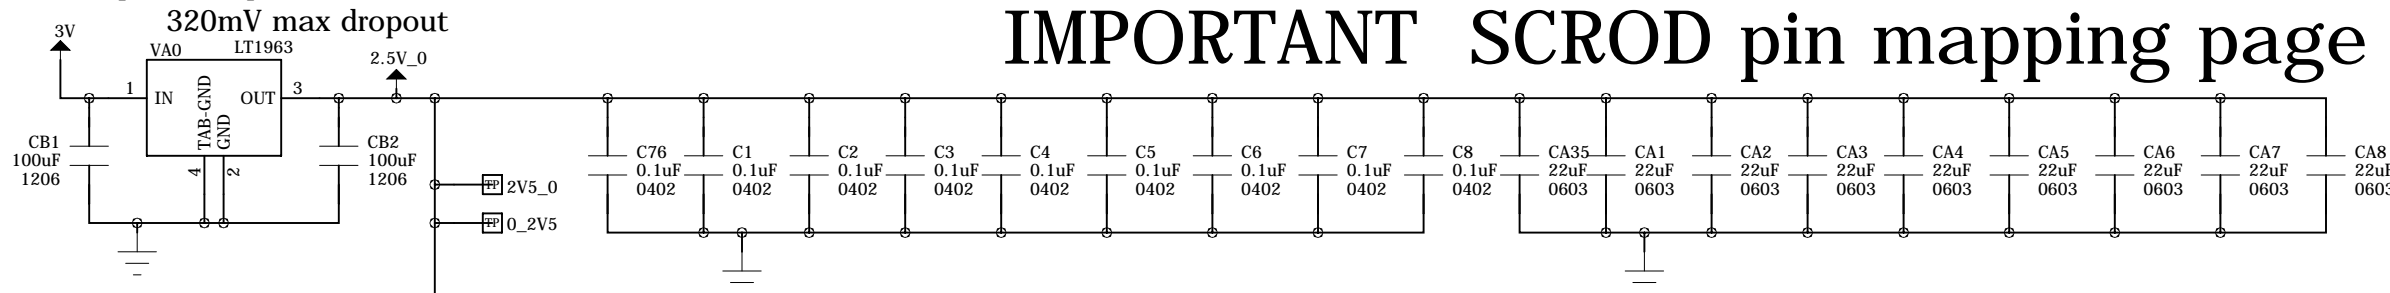 320mV max dropout
IMPORTANT SCROD pin mapping page
3V
VA0
LT1963
2.5V_0
1
IN
TAB-GND
GND
OUT
3
4
2
CB1
100uF
1206
CB2
100uF
1206
TP
2V5_0
TP
0_2V5
C76
0.1uF
0402
C1
0.1uF
0402
C2
0.1uF
0402
C3
0.1uF
0402
C4
0.1uF
0402
C5
0.1uF
0402
C6
0.1uF
0402
C7
0.1uF
0402
C8
0.1uF
0402
CA35
22uF
0603
CA1
22uF
0603
CA2
22uF
0603
CA3
22uF
0603
CA4
22uF
0603
CA5
22uF
0603
CA6
22uF
0603
CA7
22uF
0603
CA8
22uF
0603